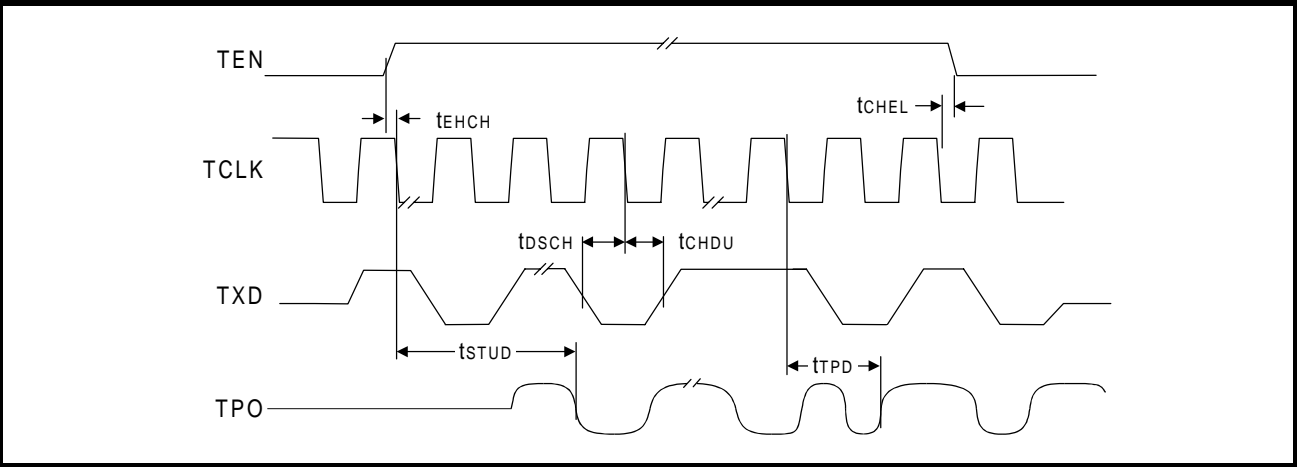 TEN
tCHEL
tEHCH
TCLK
tDSCH tCHDU
TXD
tSTUD
tTPD
TPO